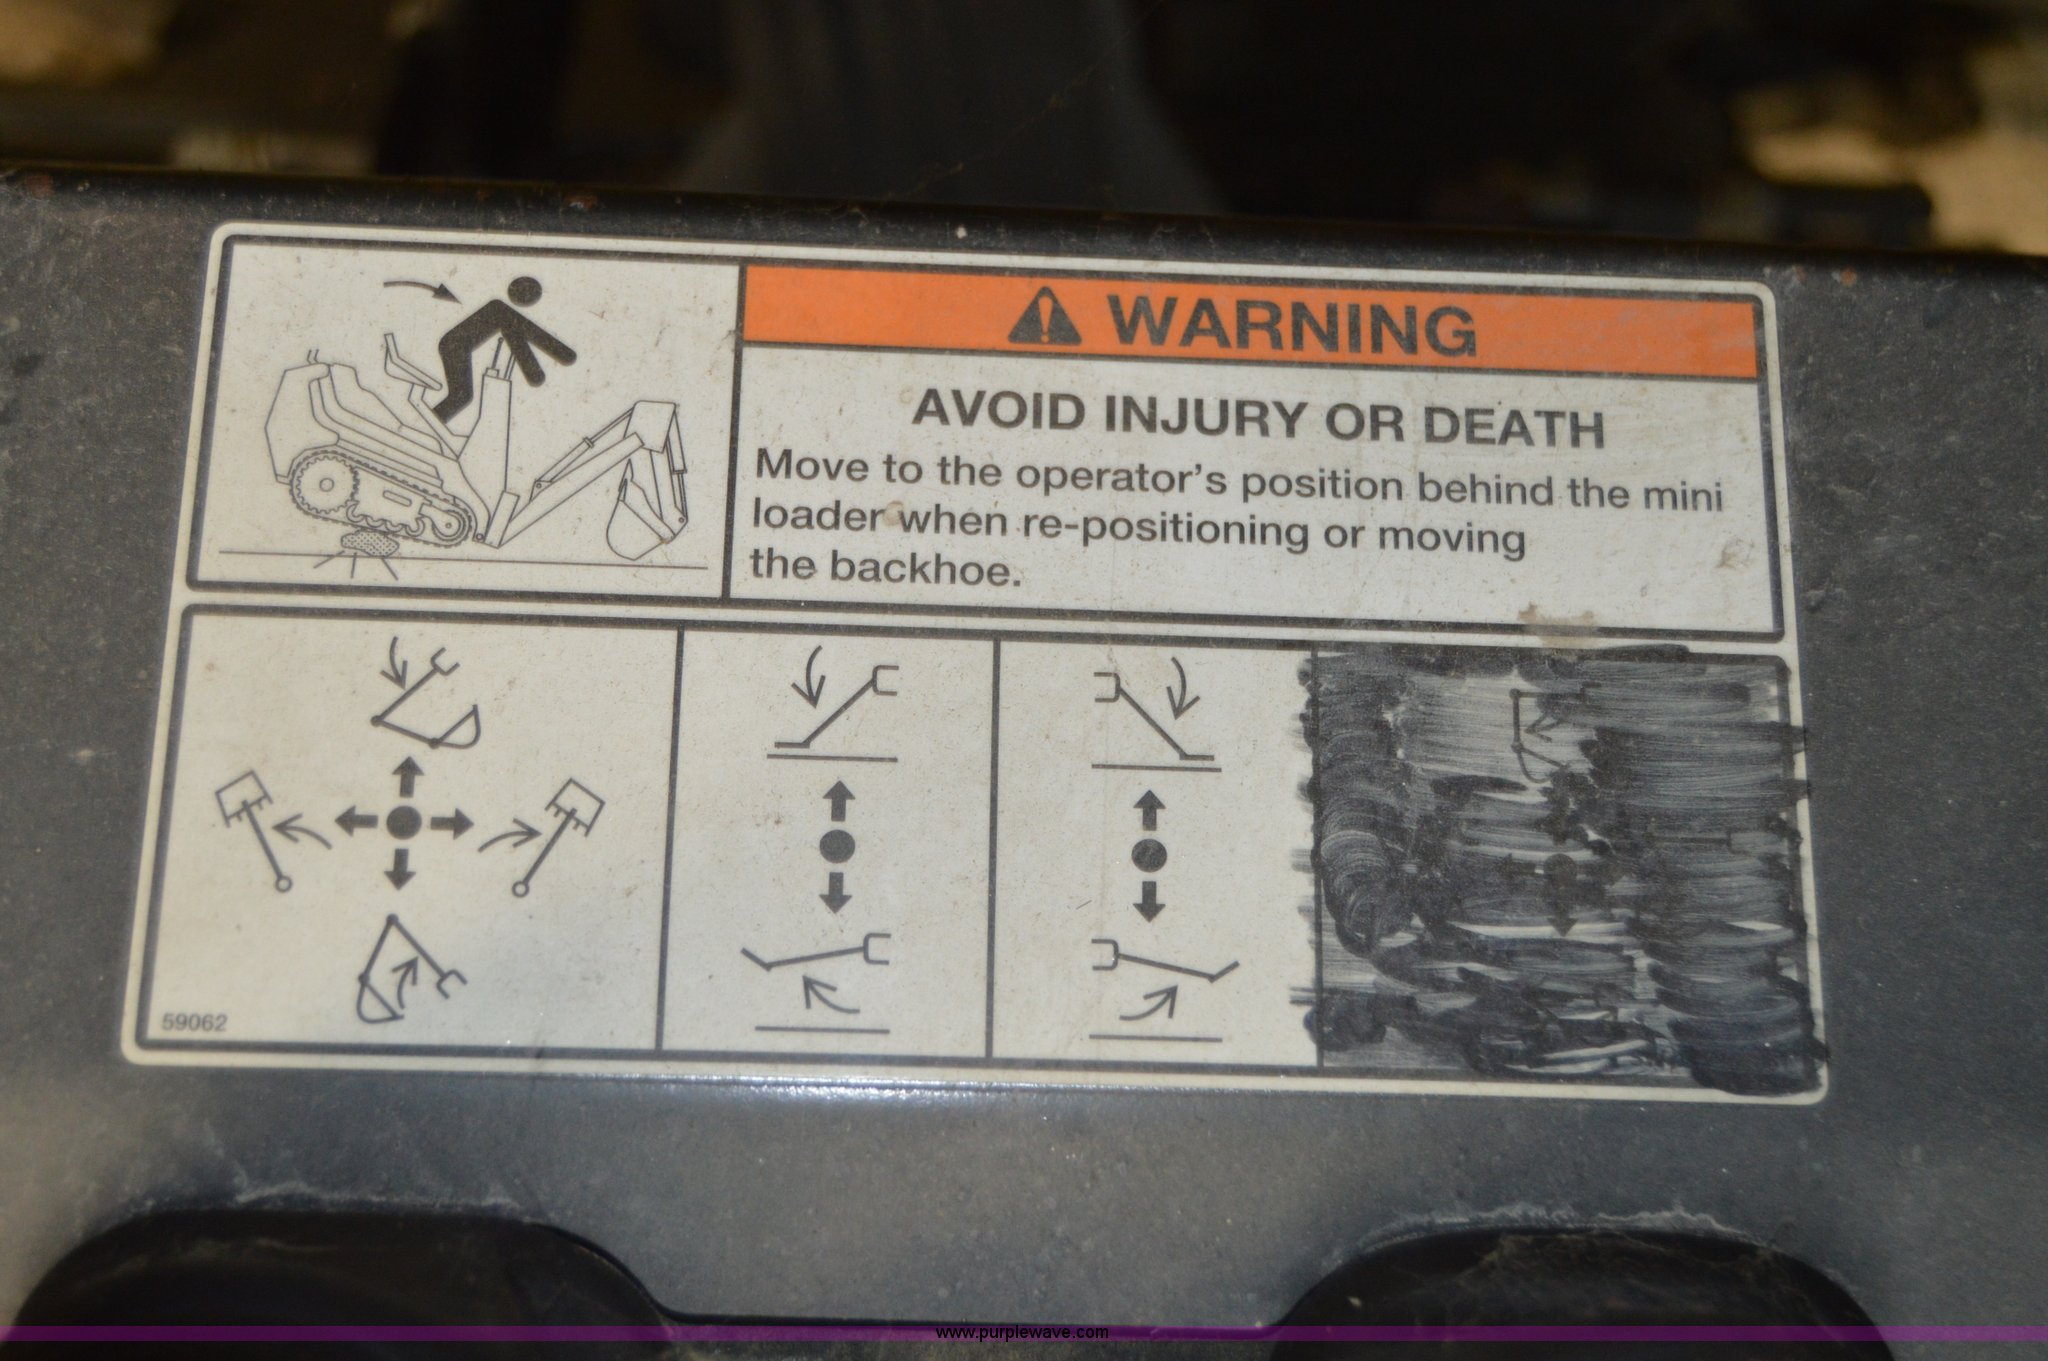 WARNING
AVOID INJURY OR DEATH
Move to the operator's position behind the mini
loader when re-positioning or moving
the backhoe.
59062
www.purplewave.com